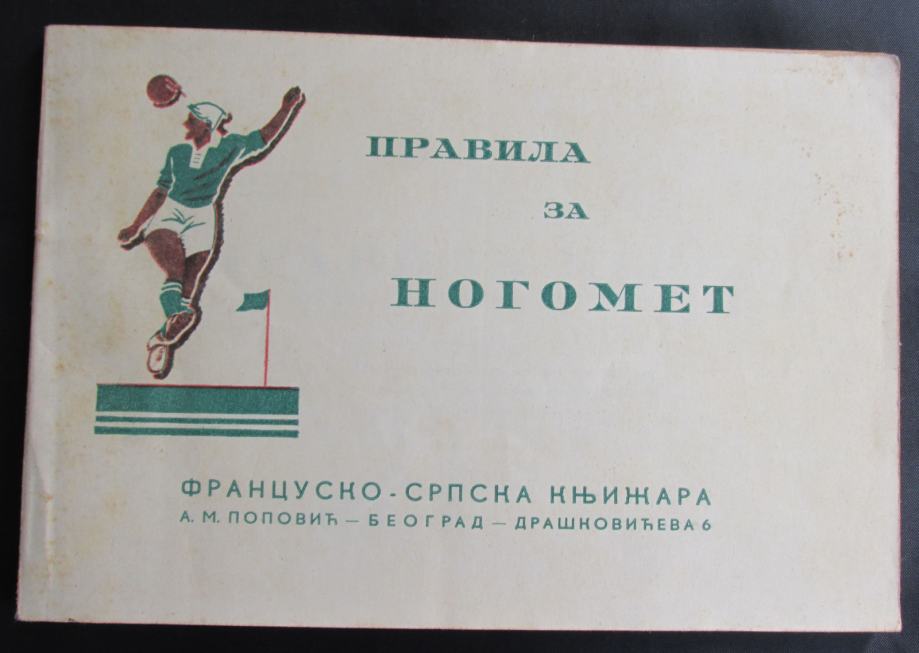 ПРАВИЛА
ЗА
НОГОМЕТ
ФРАНЦУСКО - СРПСКА КЊИЖАРА
А. М. ПОПОВИЋ — БЕОГРАД — ДРАШКОВИЋЕВА 6